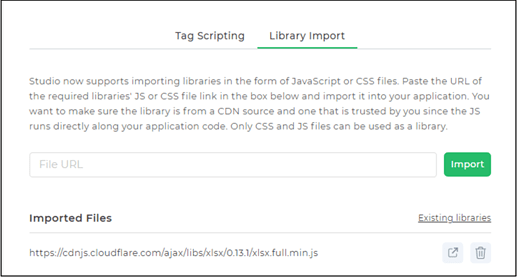 Tag Scripting Library Import
Studio now supports importing libraries in the form of JavaScript or CSS files. Paste the URL of
the required libraries' JS or CSS file link in the box below and import it into your application. You
want to make sure the library is from a CDN source and one that is trusted by you since the JS
runs directly along your application code. Only CSS and JS files can be used as a library.
File URL Import
Imported Files Existing libraries
https://cdnjs.cloudflare.com/ajax/libs/xlsx/0.13.1/xlsx.full.min.js